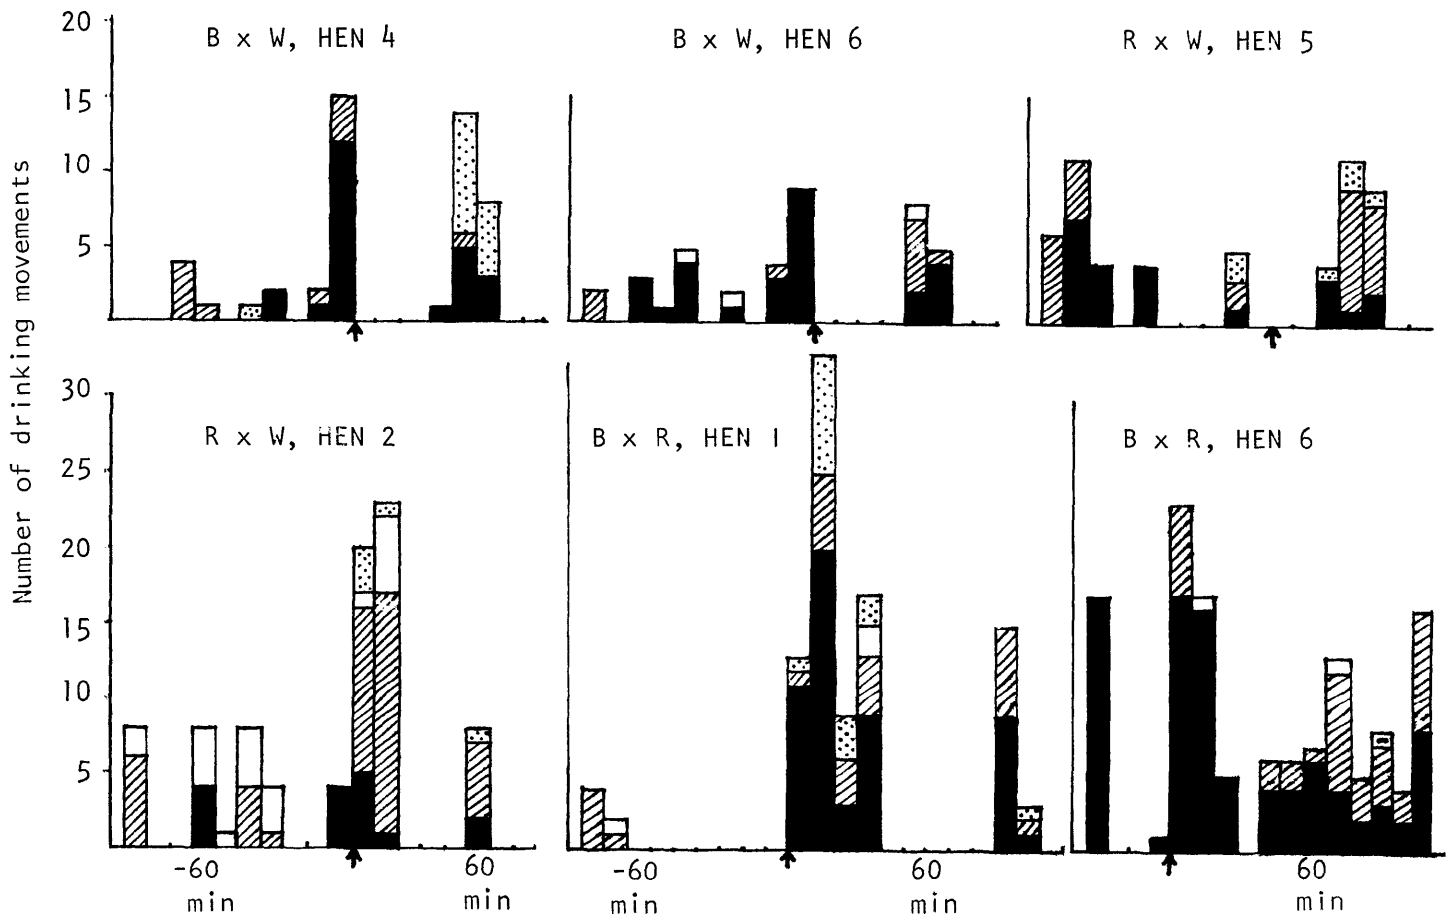 20
15
10
5
B x W, HEN 4
B x W, HEN 6
R x W, HEN 5
Number of drinking movements
30
25
20
15
10
5
R x W, HEN 2
B x R, HEN 1
B x R, HEN 6
-60
min
60
min
-60
min
60
min
60
min